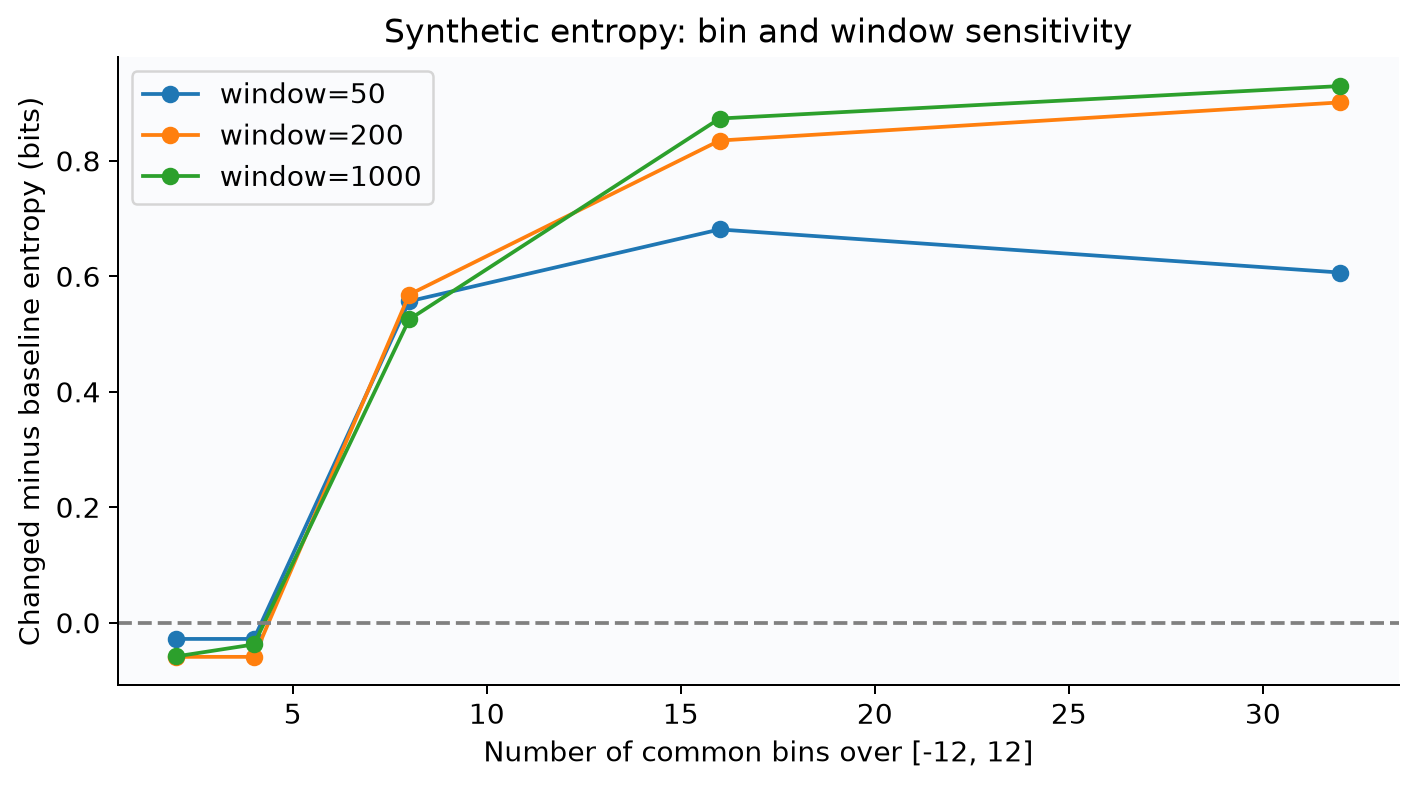 Synthetic entropy: bin and window sensitivity
window=50
window=200
window=1000
Changed minus baseline entropy (bits)
0.8
0.6
0.4
0.2
0.0
5 10 15 20 25 30
Number of common bins over [-12, 12]